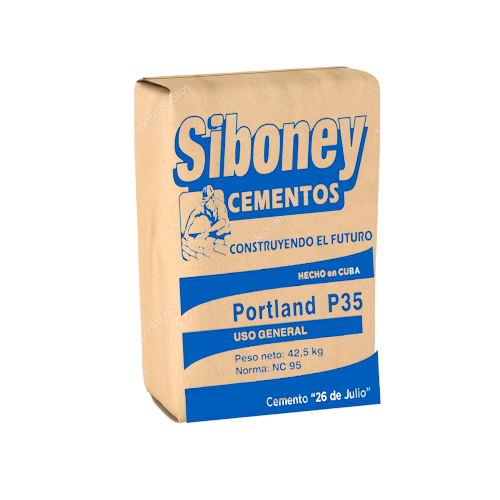 Siboney
CEMENTOS
CONSTRUYENDO EL FUTURO
HECHO en CUBA
Portland P35
USO GENERAL
Peso neto: 42,5 kg
Norma: NC 95
Cemento "26 de Julio"